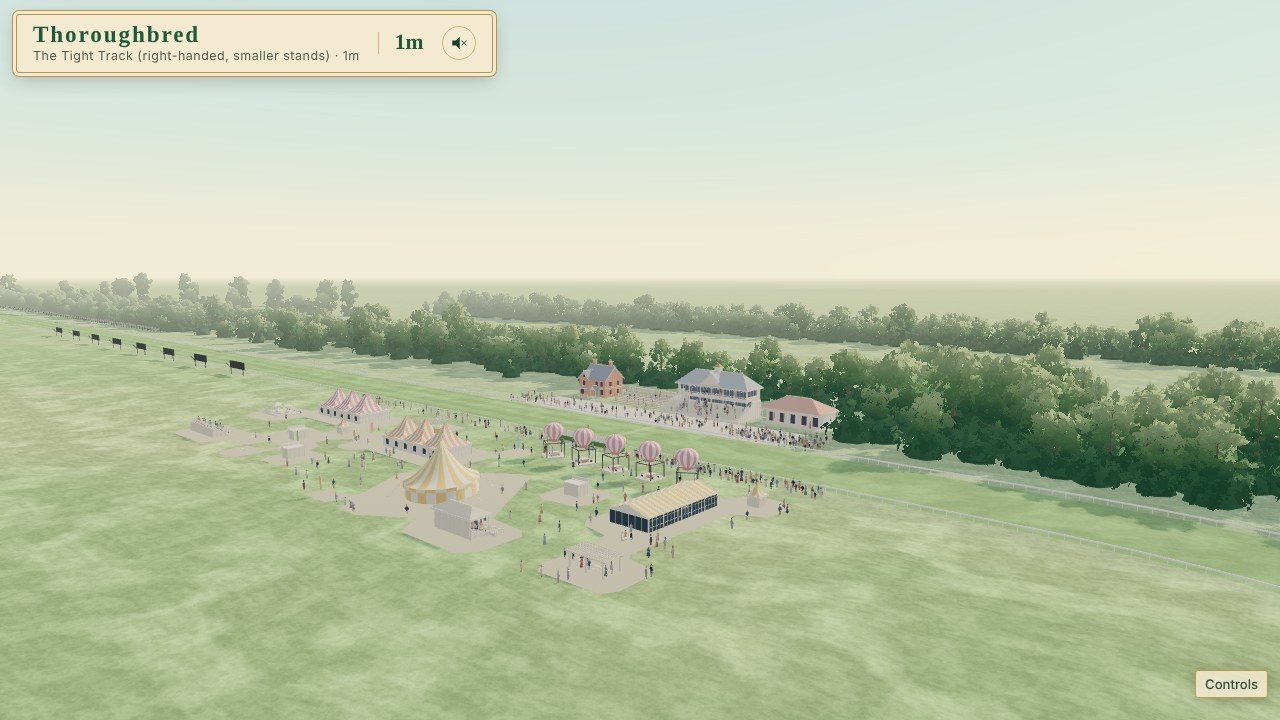 Thoroughbred
The Tight Track (right-handed, smaller stands) · 1m
1m
Controls